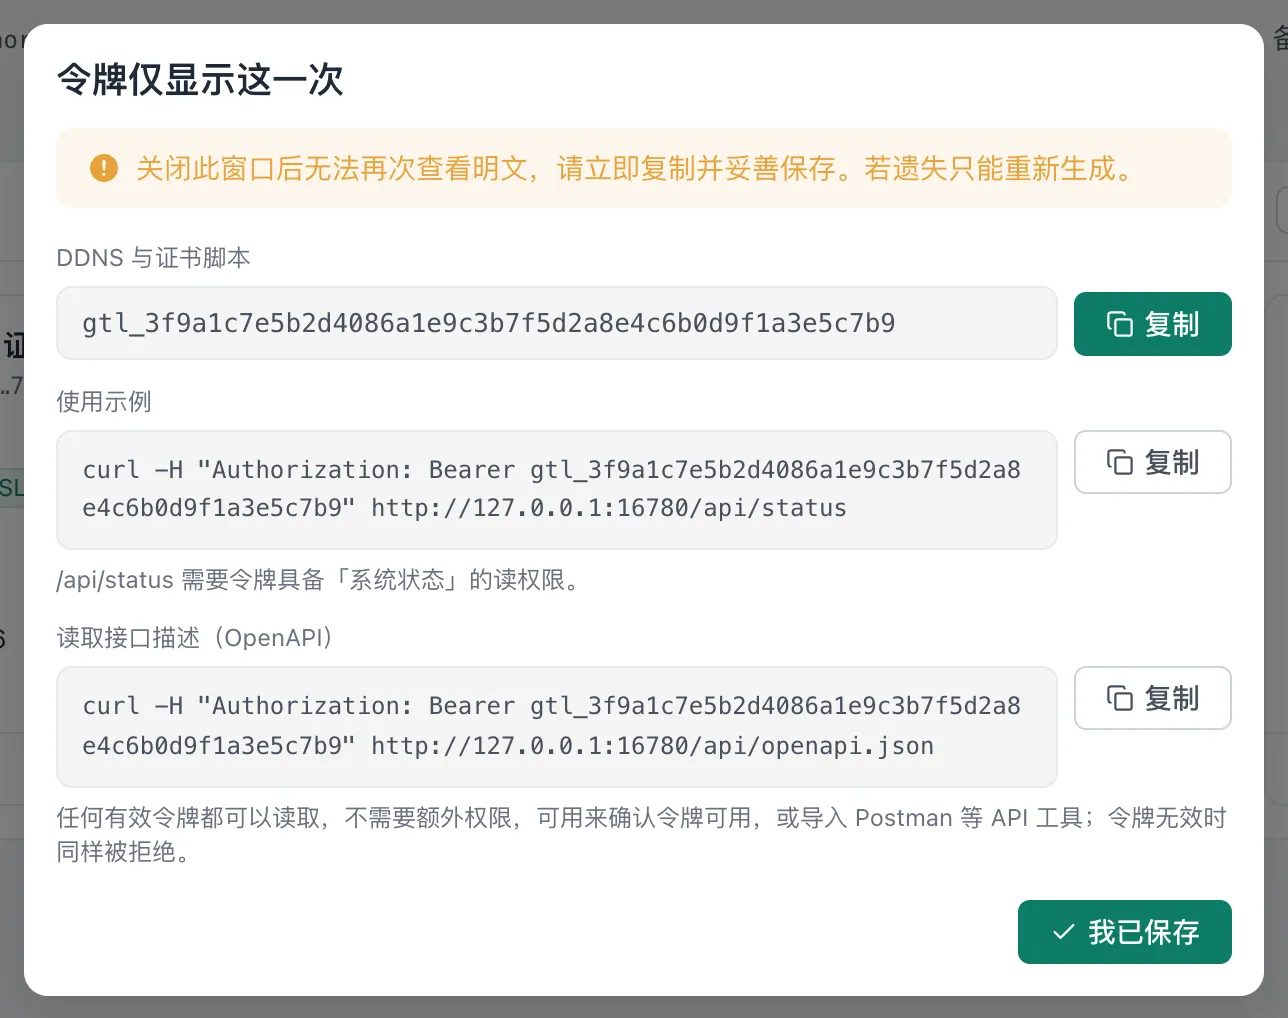 令牌仅显示这一次
关闭此窗口后无法再次查看明文，请立即复制并妥善保存。若遗失只能重新生成。
DDNS 与证书脚本
gtl_3f9a1c7e5b2d4086a1e9c3b7f5d2a8e4c6b0d9f1a3e5c7b9
复制
使用示例
curl -H "Authorization: Bearer gtl_3f9a1c7e5b2d4086a1e9c3b7f5d2a8
e4c6b0d9f1a3e5c7b9" http://127.0.0.1:16780/api/status
复制
/api/status 需要令牌具备「系统状态」的读权限。
读取接口描述（OpenAPI）
curl -H "Authorization: Bearer gtl_3f9a1c7e5b2d4086a1e9c3b7f5d2a8
e4c6b0d9f1a3e5c7b9" http://127.0.0.1:16780/api/openapi.json
复制
任何有效令牌都可以读取，不需要额外权限，可用来确认令牌可用，或导入 Postman 等 API 工具；令牌无效时
同样被拒绝。
我已保存